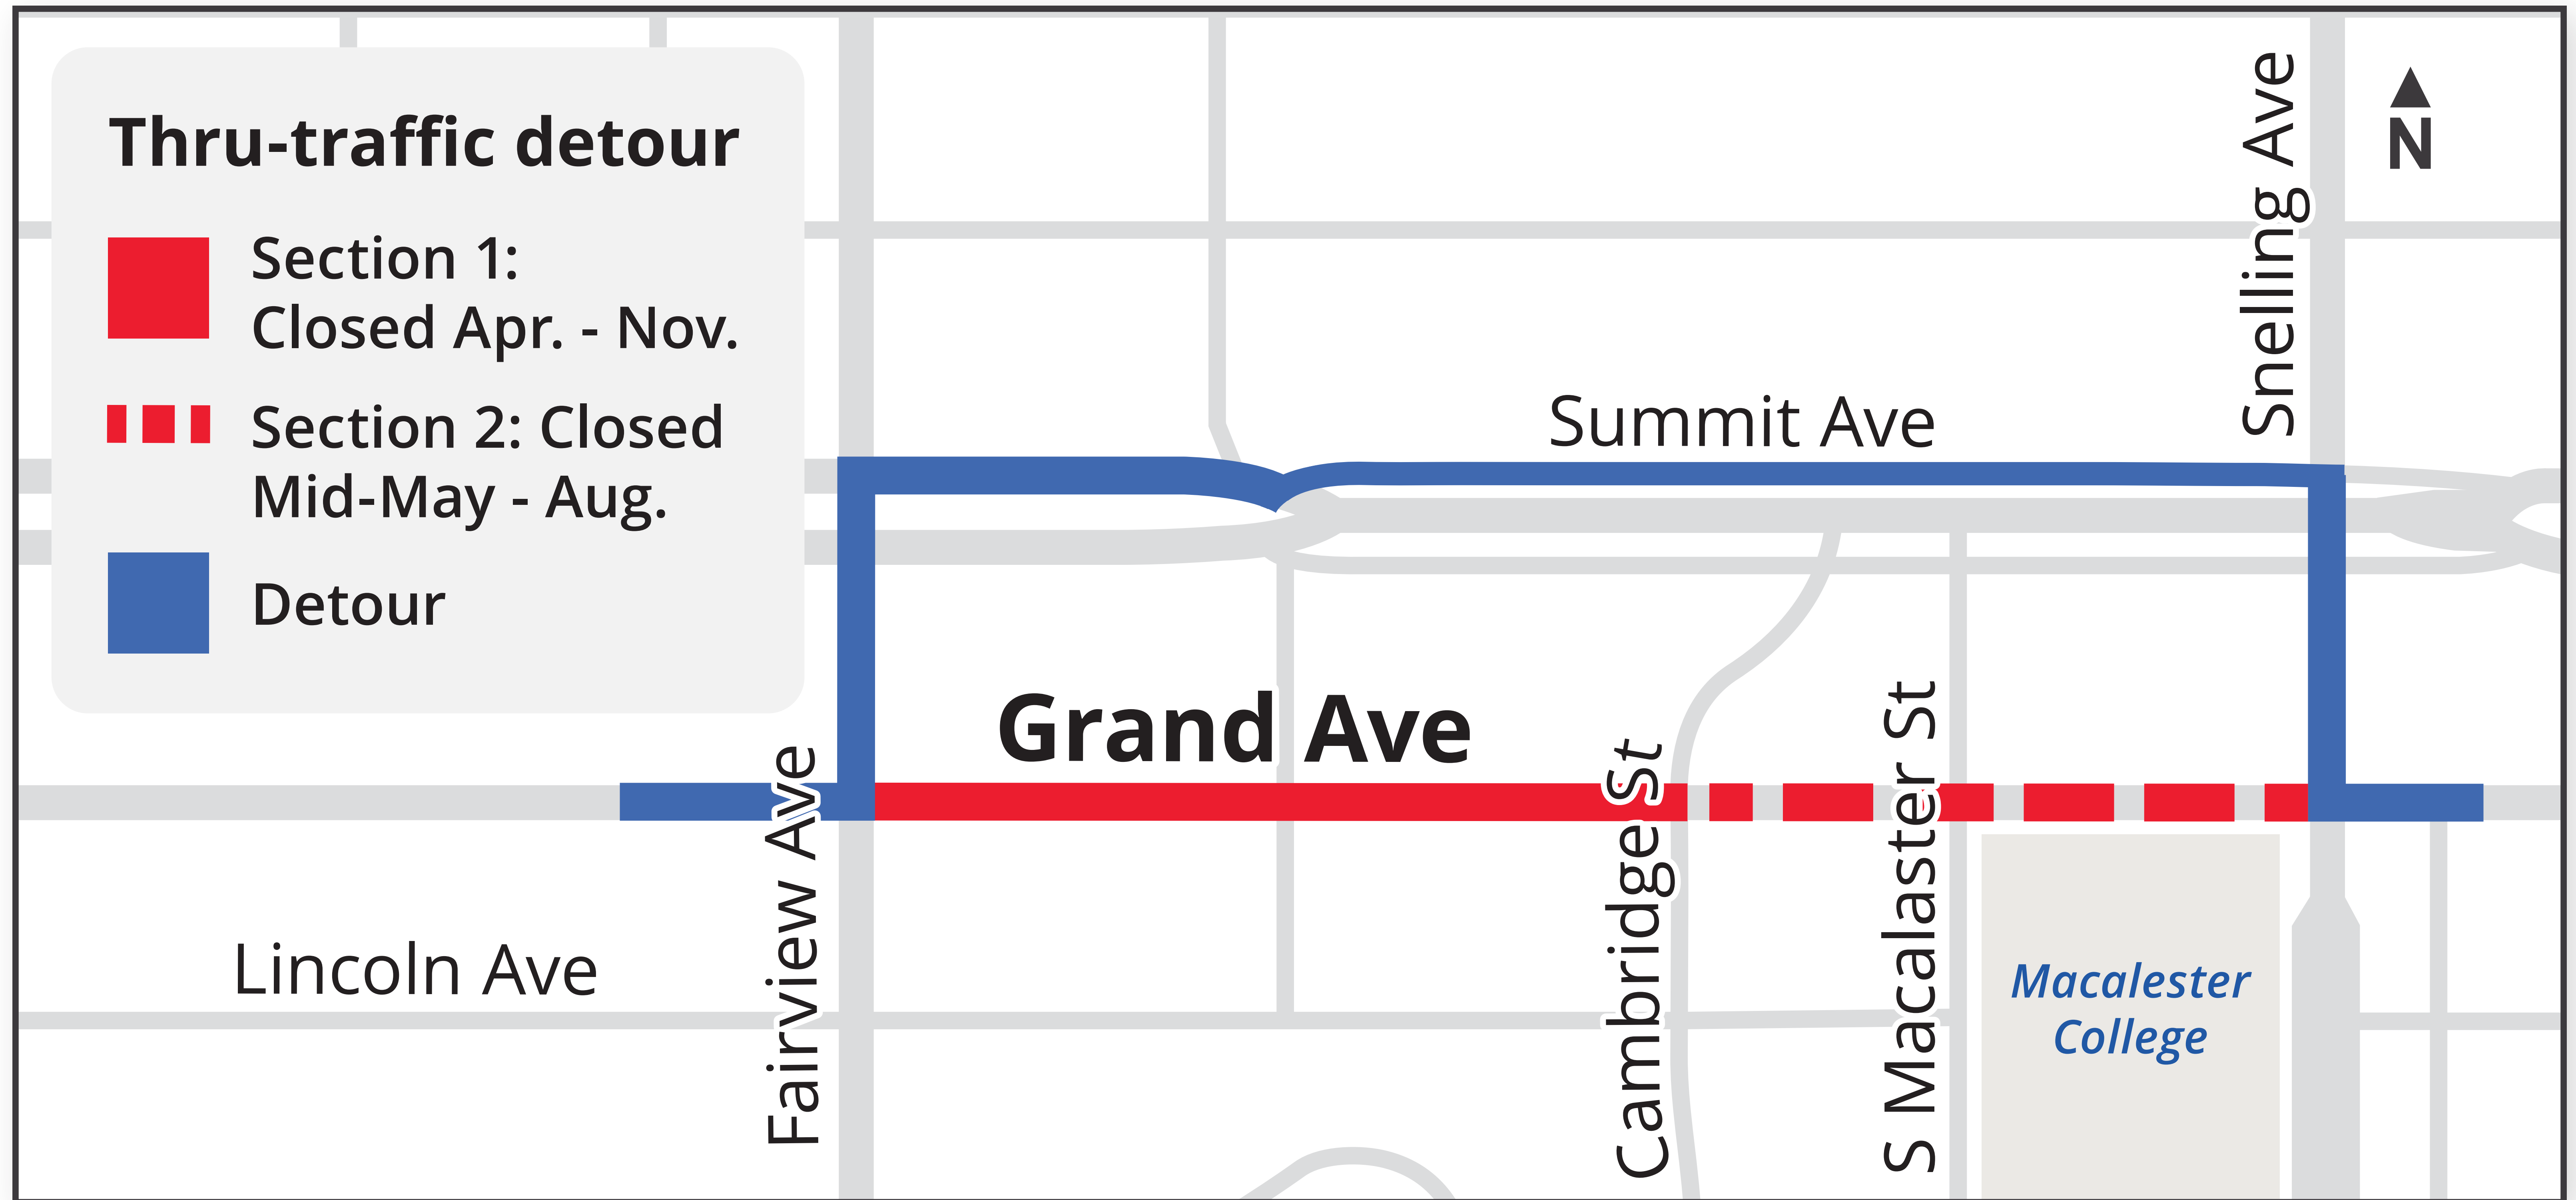 Thru-traffic detour
Section 1:
Closed Apr. - Nov.
Section 2: Closed
Mid-May - Aug.
Detour
Snelling Ave
N
Summit Ave
Grand Ave
Fairview Ave
Cambridge St
S Macalaster St
Lincoln Ave
Macalester
College